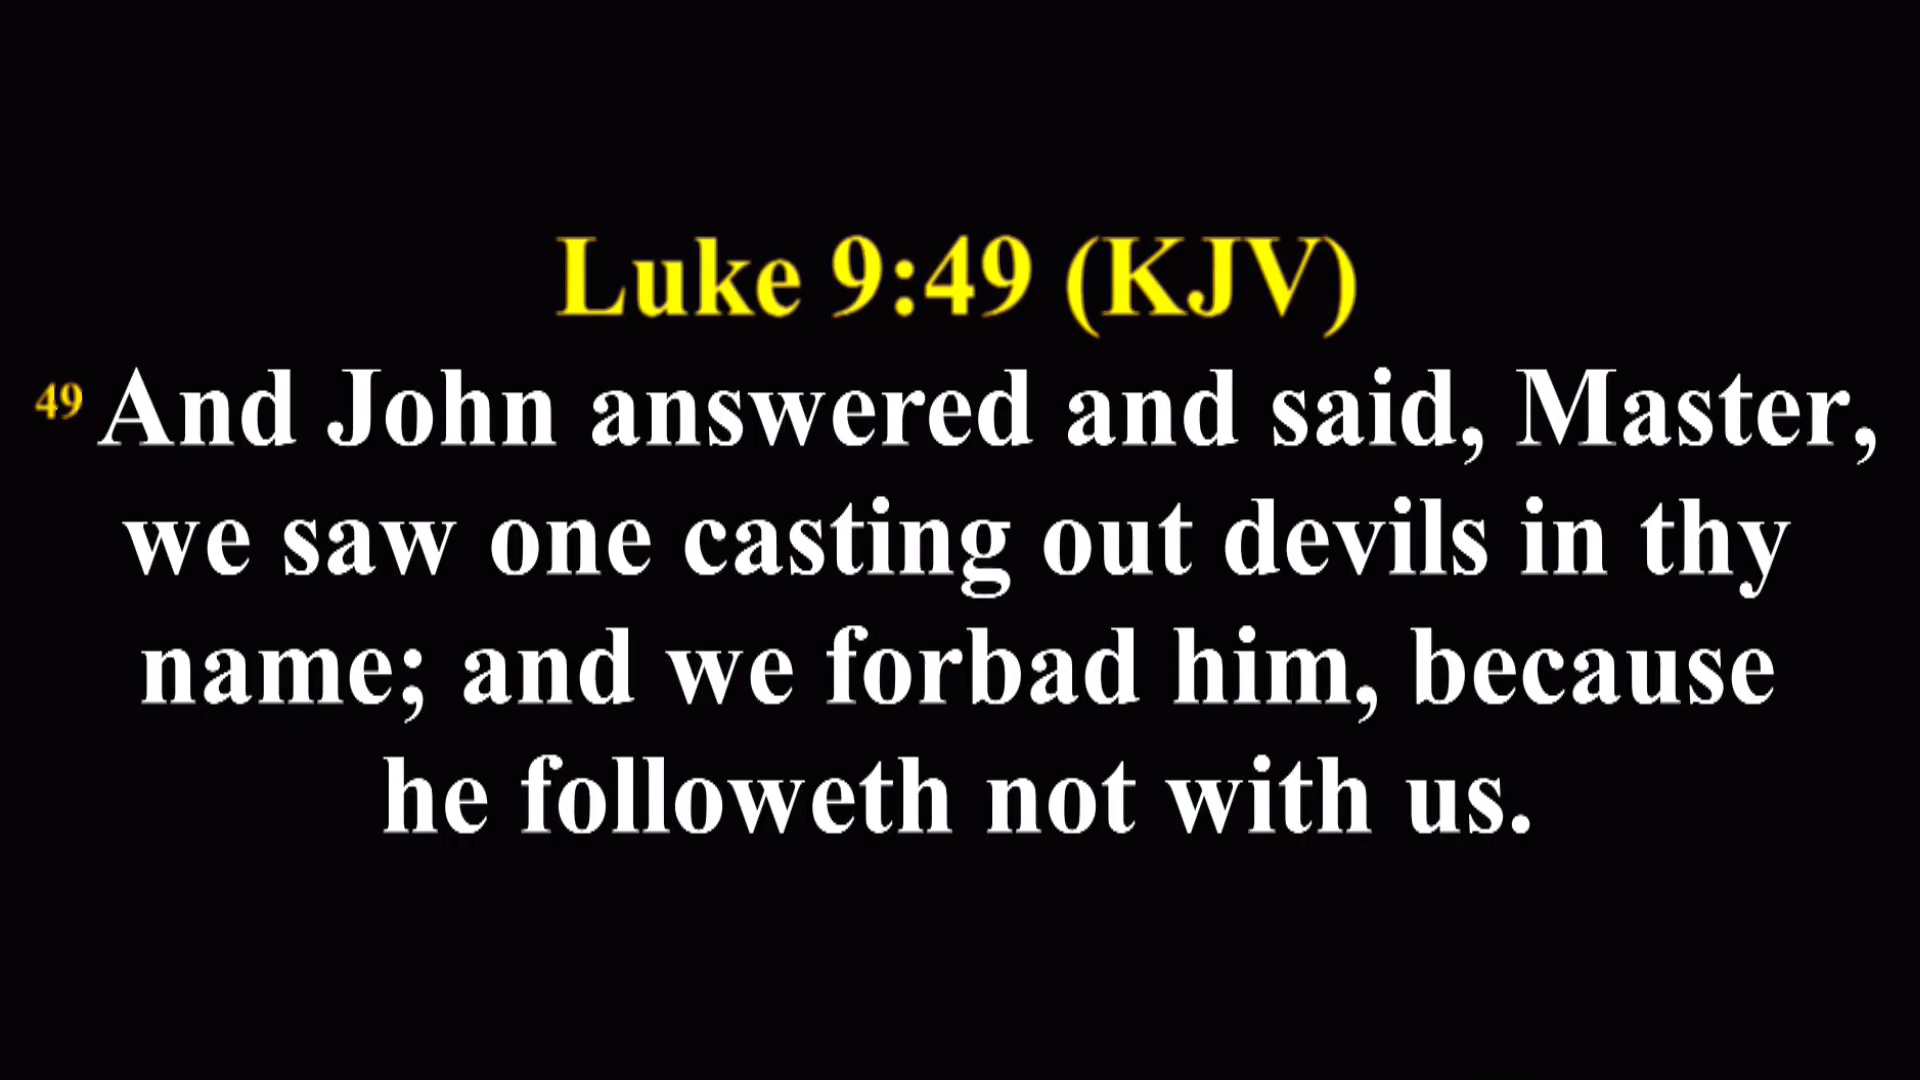 Luke 9:49 (KJV)
49 And John answered and said, Master,
we saw one casting out devils in thy
name; and we forbad him, because
he followeth not with us.